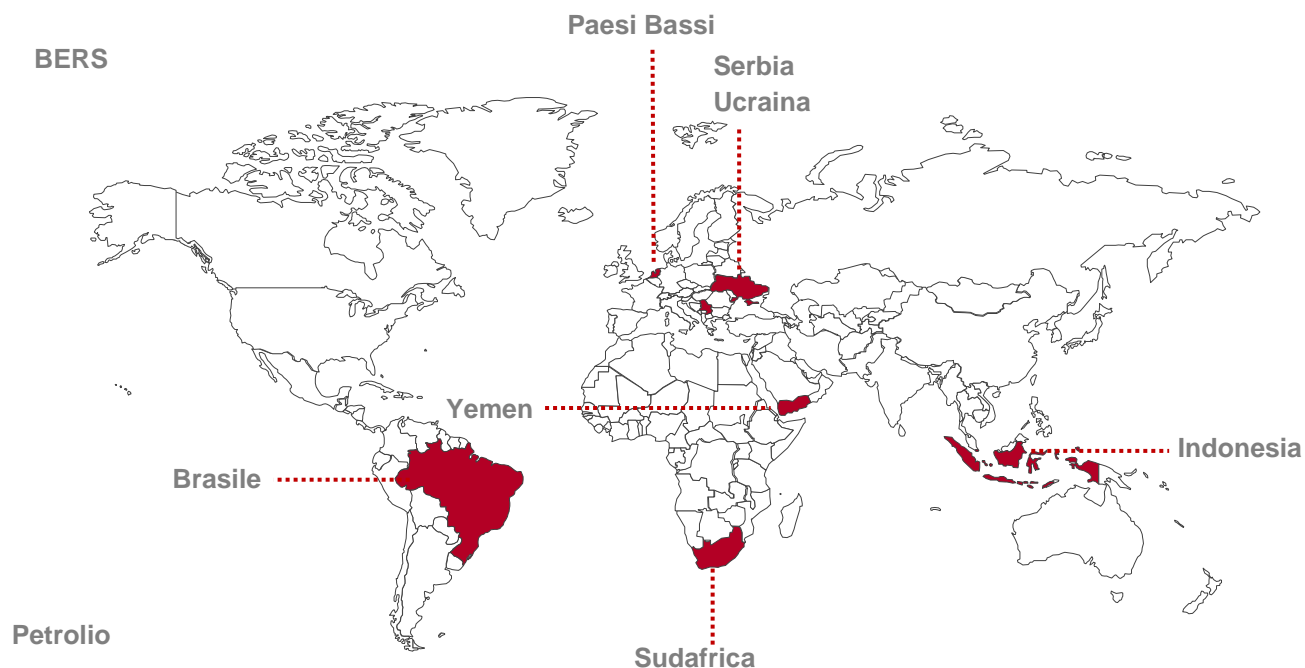 Paesi Bassi
BERS
Serbia
Ucraina
Yemen
Indonesia
Brasile
Petrolio
Sudafrica